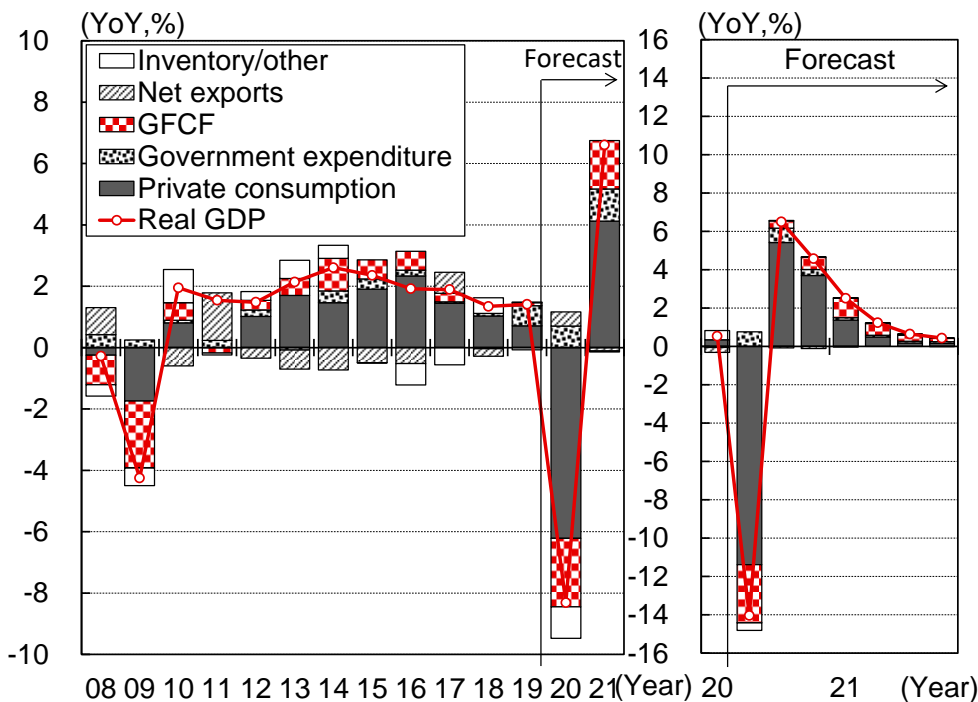 (YoY,%)
(YoY,%)
10
8
6
4
2
0
-2
-4
-6
-8
-10
Inventory/other
Net exports
GFCF
Government expenditure
Private consumption
Real GDP
Forecast
08 09 10 11 12 13 14 15 16 17 18 19 20 21 (Year)
16
14
12
10
8
6
4
2
0
-2
-4
-6
-8
-10
-12
-14
-16
Forecast
20 21 (Year)